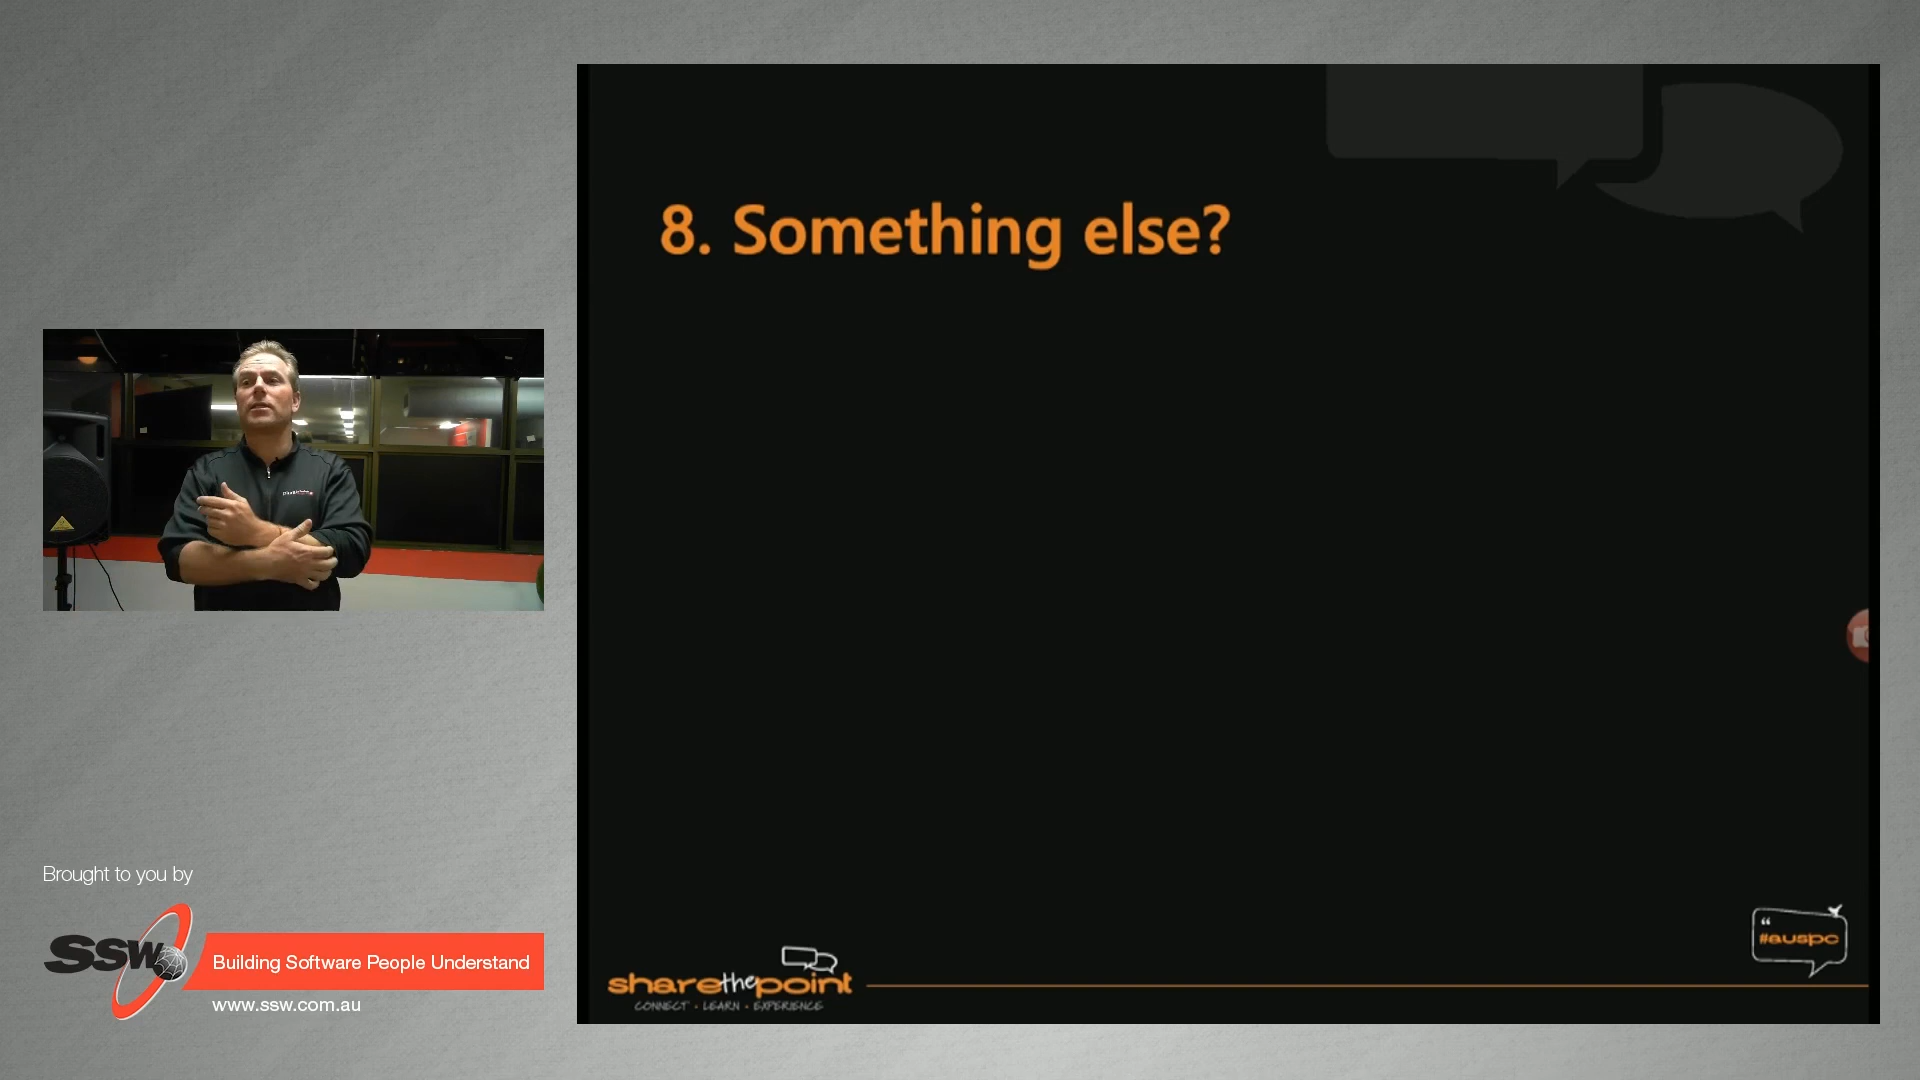 8. Something else?
Brought to you by
SSW
Building Software People Understand
www.ssw.com.au
sharethepoint
CONNECT • LEARN • EXPERIENCE
“
#auspc